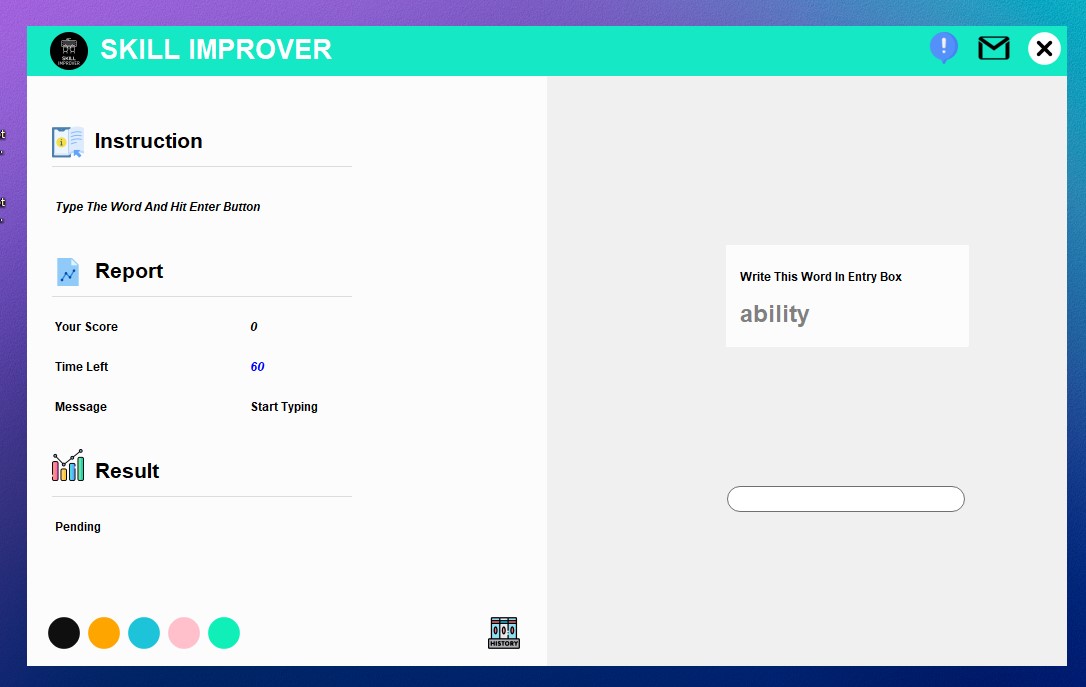 SKILL
IMPROVER
SKILL IMPROVER
Instruction
Type The Word And Hit Enter Button
Report
Your Score 0
Time Left 60
Message Start Typing
Result
Pending
HISTORY
Write This Word In Entry Box
ability